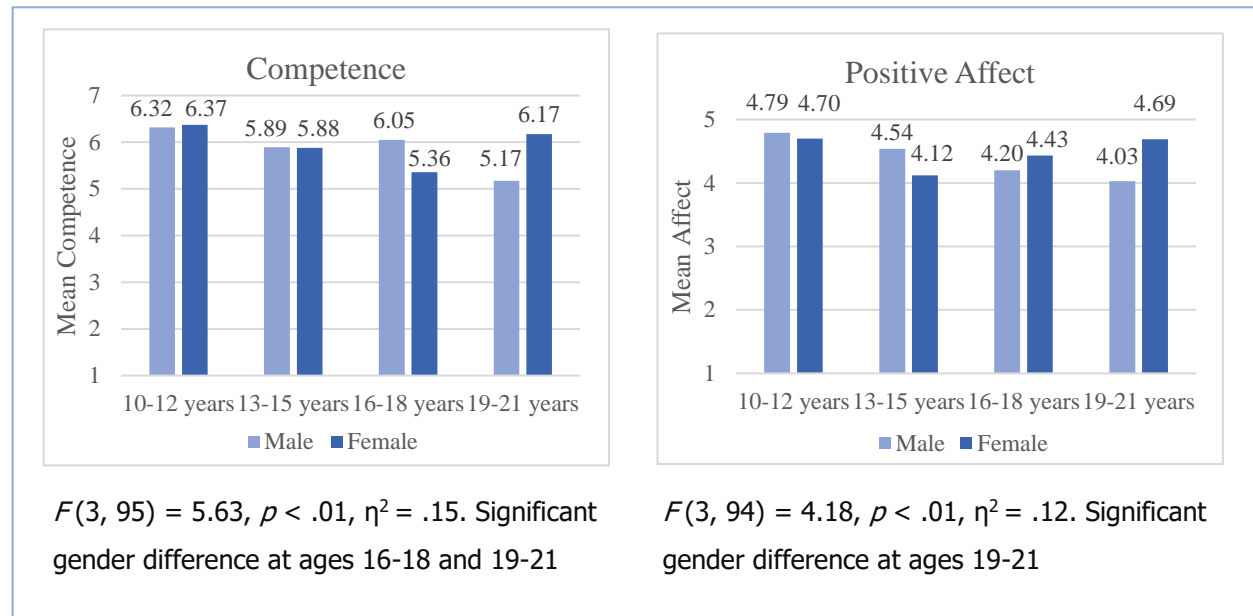 Competence
7
6
5
4
3
2
1
Mean Competence
6.32 6.37
5.89 5.88
6.05
5.36
5.17
6.17
10-12 years 13-15 years 16-18 years 19-21 years
Male Female
F(3, 95) = 5.63, p < .01, η² = .15. Significant
gender difference at ages 16-18 and 19-21
Positive Affect
5
4
3
2
1
Mean Affect
4.79 4.70
4.54
4.12
4.20
4.43
4.03
4.69
10-12 years 13-15 years 16-18 years 19-21 years
Male Female
F(3, 94) = 4.18, p < .01, η² = .12. Significant
gender difference at ages 19-21